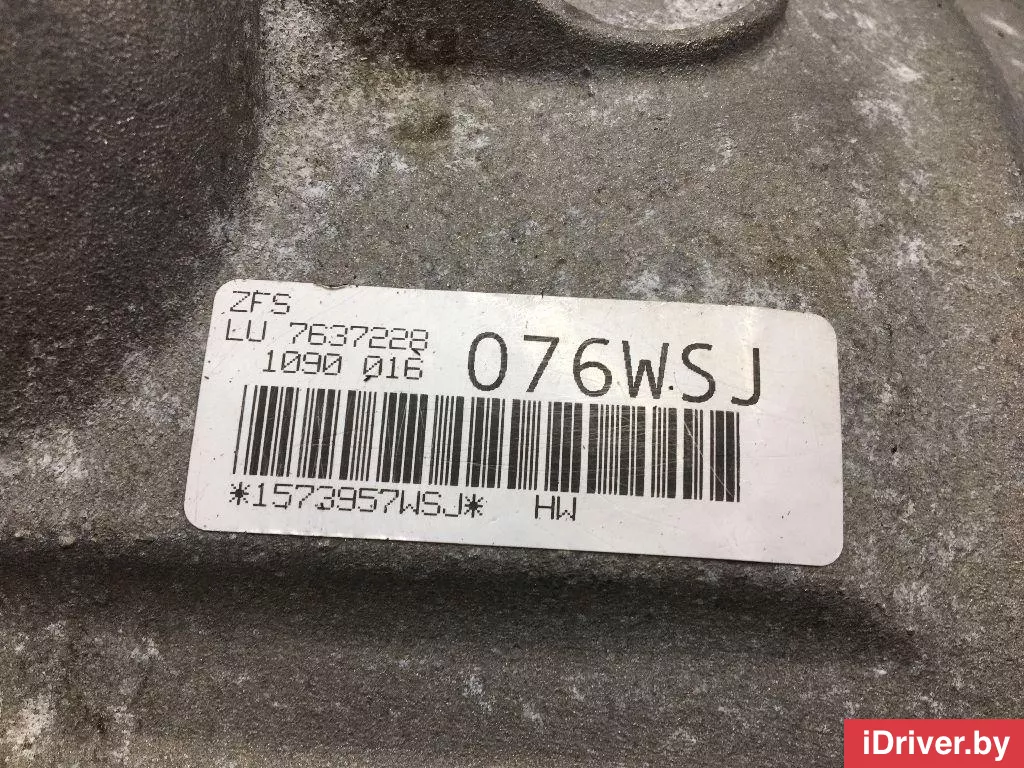 ZFS
LU 7637228
1090 016
076WSJ
*1573957WSJ* HW
iDriver.by